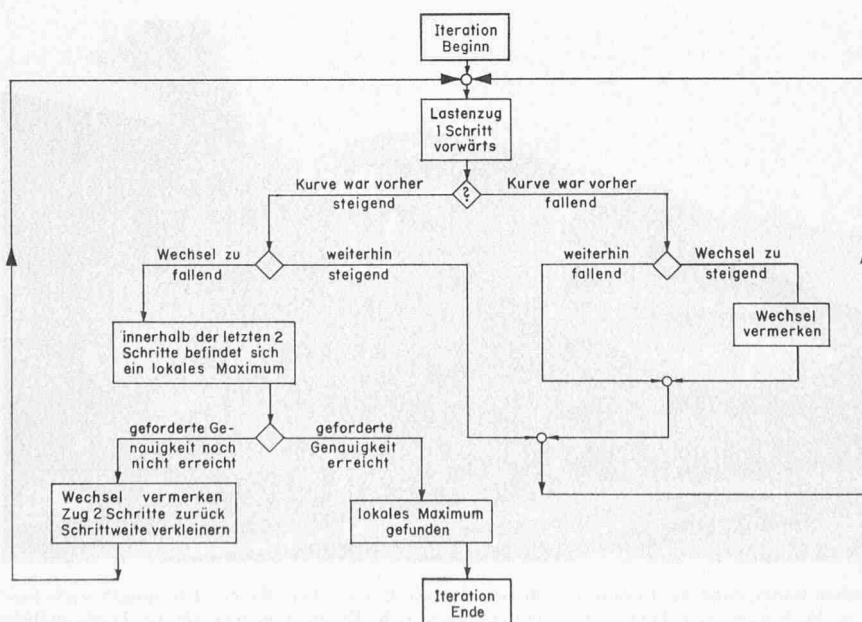 Iteration
Beginn
Lastenzug
1 Schritt
vorwärts
Kurve war vorher
steigend
?
Kurve war vorher
fallend
Wechsel zu
fallend
weiterhin
steigend
weiterhin
fallend
Wechsel zu
steigend
Wechsel
vermerken
innerhalb der letzten 2
Schritte befindet sich
ein lokales Maximum
geforderte Ge-
nauigkeit noch
nicht erreicht
geforderte
Genauigkeit
erreicht
Wechsel vermerken
Zug 2 Schritte zurück
Schrittweite verkleinern
lokales Maximum
gefunden
Iteration
Ende